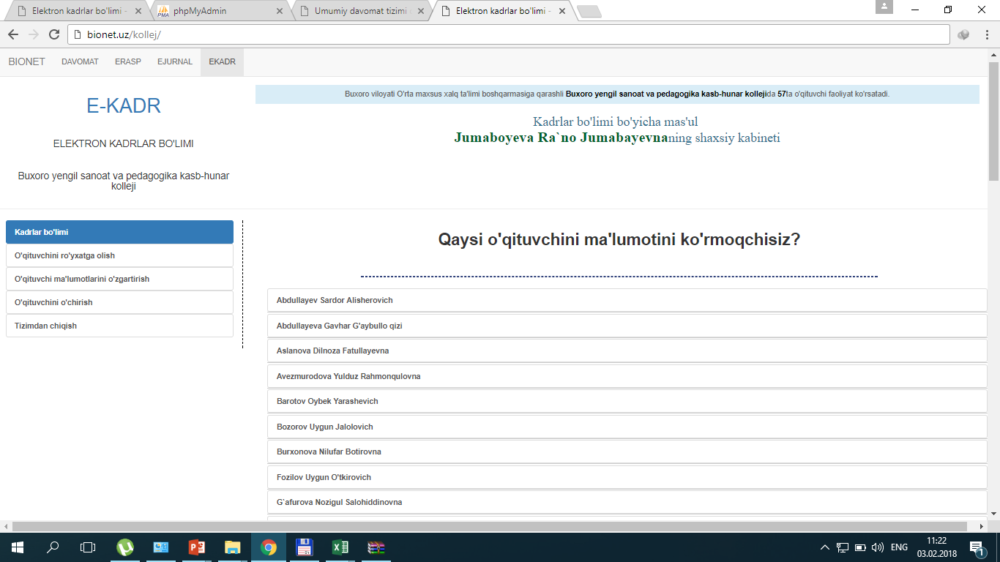 Elektron kadrlar bo'limi -
phpMyAdmin
Umumiy davomat tizimi
Elektron kadrlar bo'limi -
bionet.uz/kollej/
BIONET DAVOMAT ERASP EJURNAL EKADR
E-KADR
ELEKTRON KADRLAR BO'LIMI
Buxoro yengil sanoat va pedagogika kasb-hunar
kolleji
Buxoro viloyati O'rta maxsus xalq ta'limi boshqarmasiga qarashli Buxoro yengil sanoat va pedagogika kasb-hunar kollejida 57ta o'qituvchi faoliyat ko'rsatadi.
Kadrlar bo'limi bo'yicha mas'ul
Jumaboyeva Ra`no Jumabayevnaning shaxsiy kabineti
Kadrlar bo'limi
O'qituvchini ro'yxatga olish
O'qituvchi ma'lumotlarini o'zgartirish
O'qituvchini o'chirish
Tizimdan chiqish
Qaysi o'qituvchini ma'lumotini ko'rmoqchisiz?
Abdullayev Sardor Alisherovich
Abdullayeva Gavhar G'aybullo qizi
Aslanova Dilnoza Fatullayevna
Avezmurodova Yulduz Rahmonqulovna
Barotov Oybek Yarashevich
Bozorov Uygun Jalolovich
Burxonova Nilufar Botirovna
Fozilov Uygun O'tkirovich
G`afurova Nozigul Salohiddinovna
ENG
11:22
03.02.2018
1